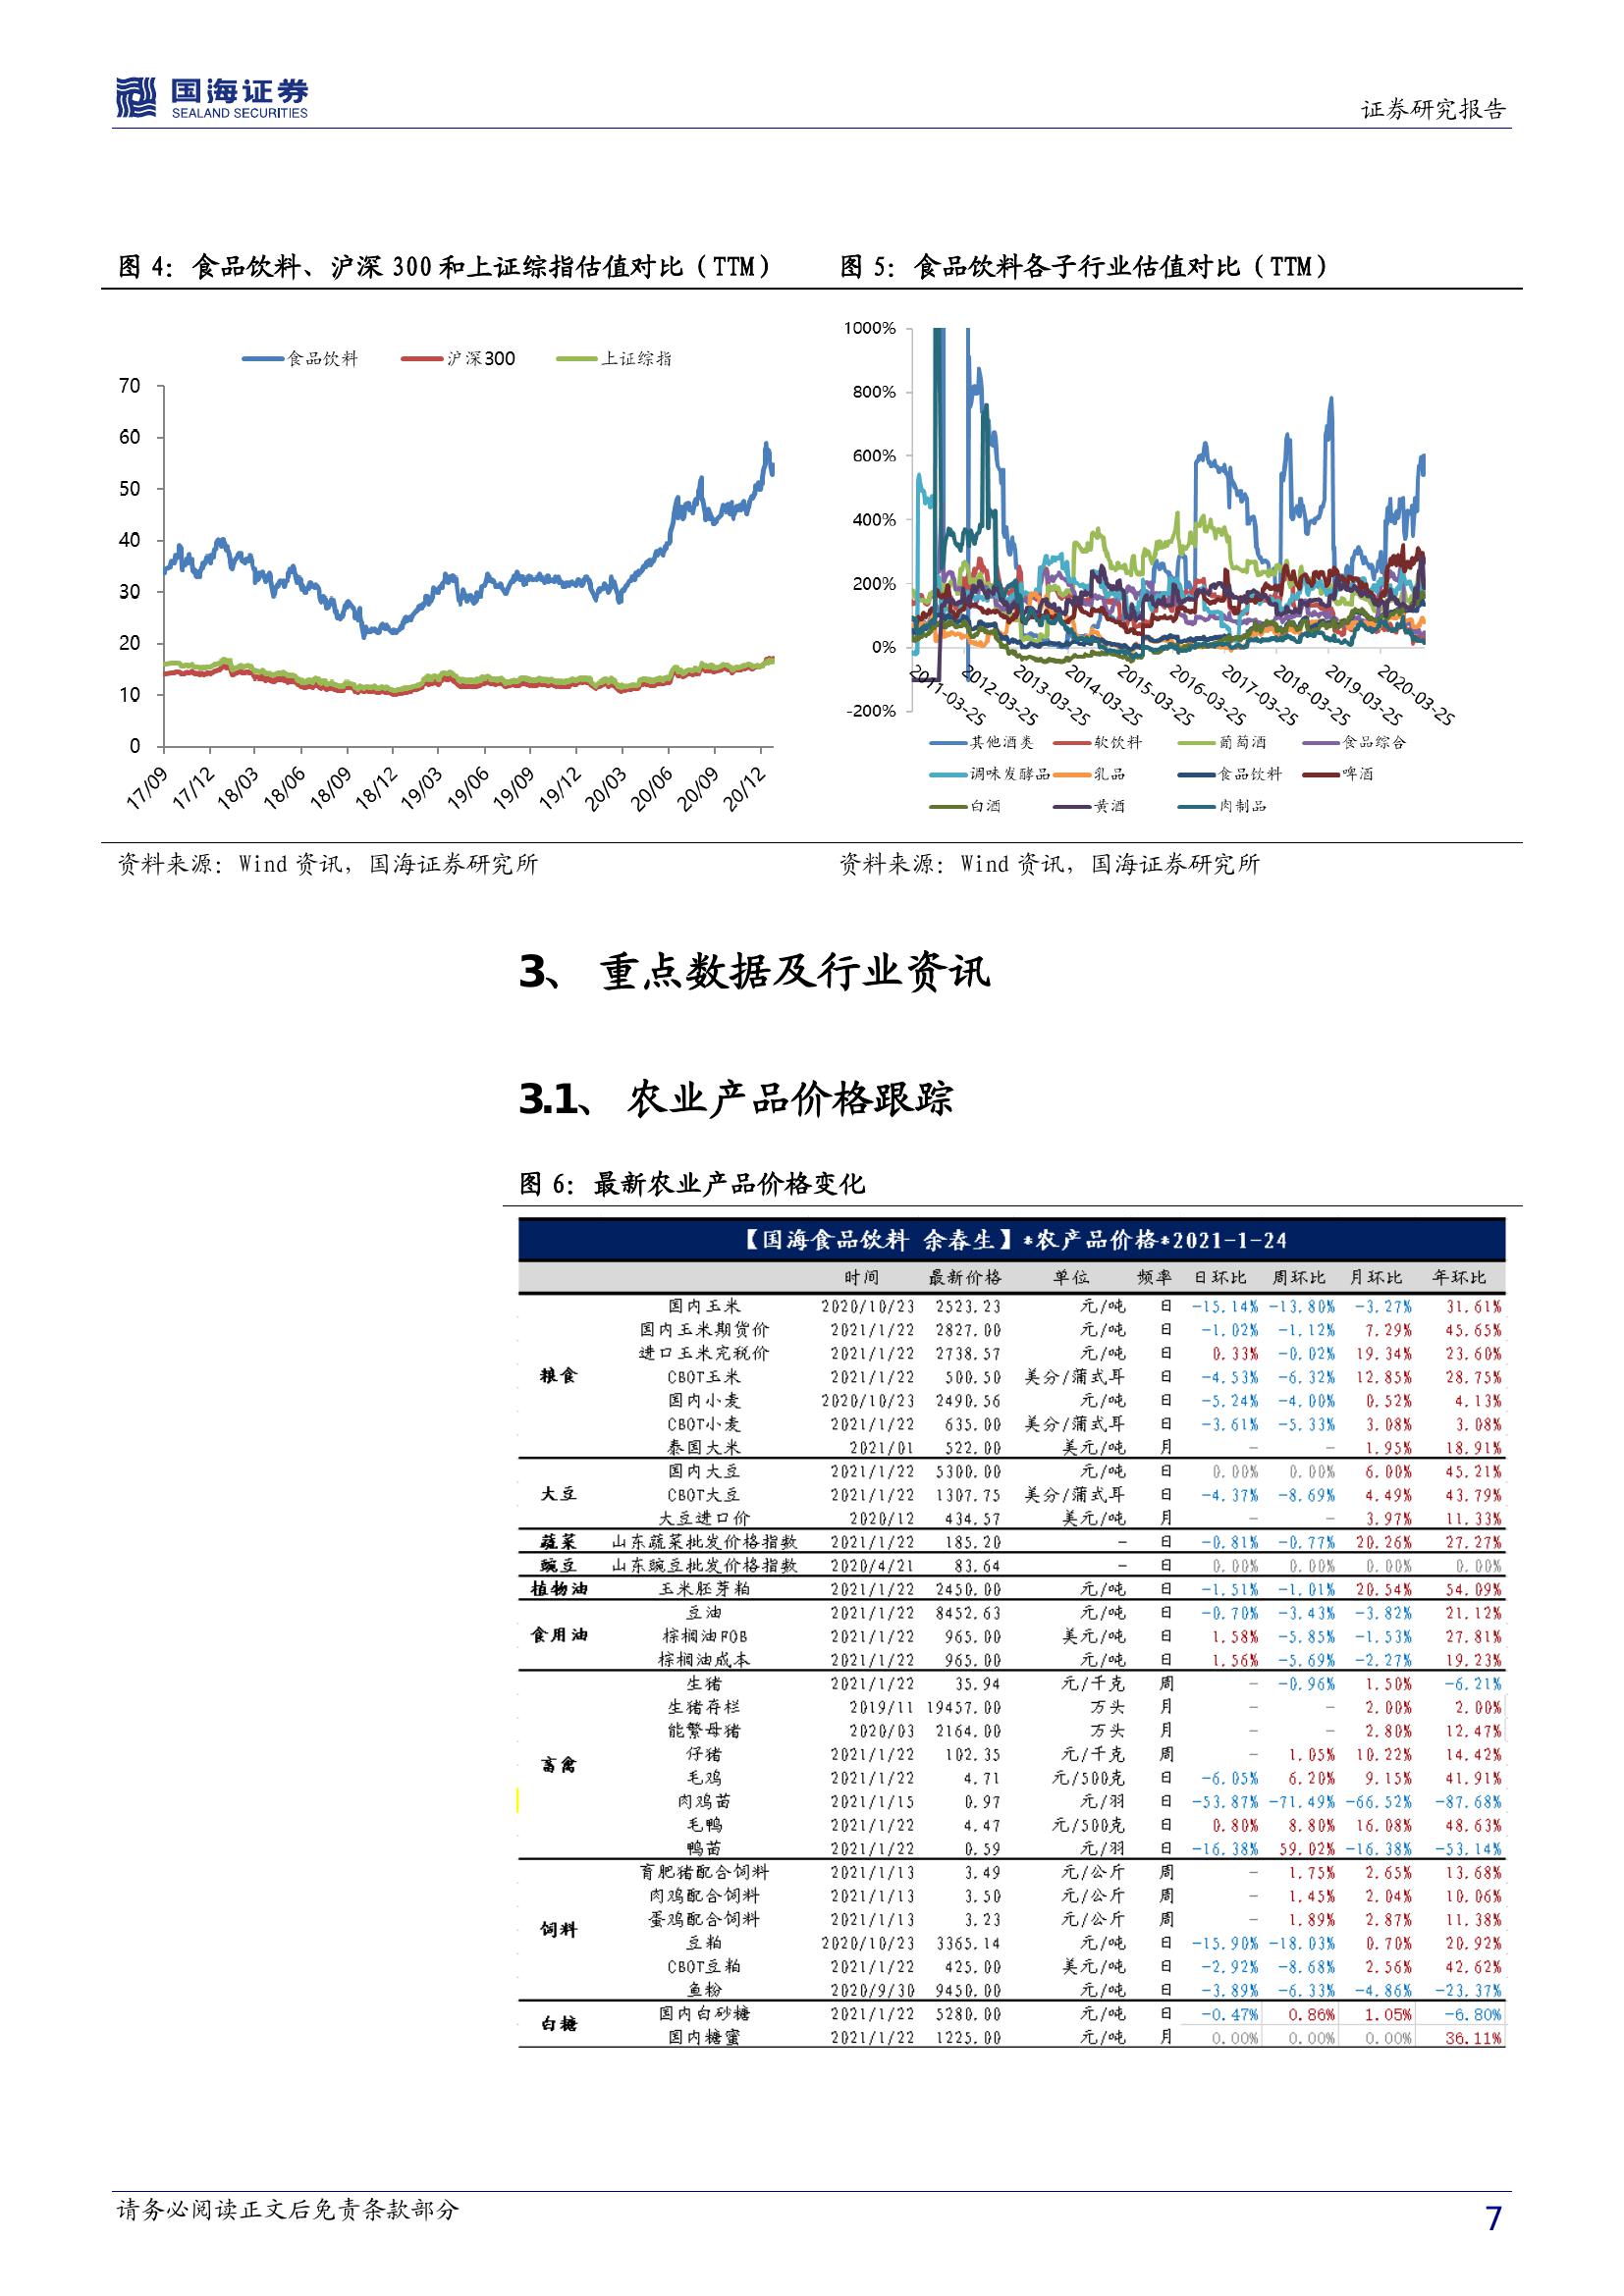 国海证券
SEALAND SECURITIES
证券研究报告
图 4：食品饮料、沪深 300 和上证综指估值对比（TTM）
食品饮料 沪深300 上证综指
70
60
50
40
30
20
10
0
17/09 17/12 18/03 18/06 18/09 18/12 19/03 19/06 19/09 19/12 20/03 20/06 20/09 20/12
资料来源：Wind 资讯，国海证券研究所
图 5：食品饮料各子行业估值对比（TTM）
1000%
800%
600%
400%
200%
0%
-200%
2011-03-25 2012-03-25 2013-03-25 2014-03-25 2015-03-25 2016-03-25 2017-03-25 2018-03-25 2019-03-25 2020-03-25
其他酒类 软饮料 葡萄酒 食品综合
调味发酵品 乳品 食品饮料 啤酒
白酒 黄酒 肉制品
资料来源：Wind 资讯，国海证券研究所
3、 重点数据及行业资讯
3.1、 农业产品价格跟踪
图 6：最新农业产品价格变化
【国海食品饮料 余春生】*农产品价格*2021-1-24
时间 最新价格 单位 频率 日环比 周环比 月环比 年环比
粮食
国内玉米 2020/10/23 2523.23 元/吨 日 -15.14% -13.80% -3.27% 31.61%
国内玉米期货价 2021/1/22 2827.00 元/吨 日 -1.02% -1.12% 7.29% 45.65%
进口玉米完税价 2021/1/22 2738.57 元/吨 日 0.33% -0.02% 19.34% 23.60%
CBOT玉米 2021/1/22 500.50 美分/蒲式耳 日 -4.53% -6.32% 12.85% 28.75%
国内小麦 2020/10/23 2490.56 元/吨 日 -5.24% -4.00% 0.52% 4.13%
CBOT小麦 2021/1/22 635.00 美分/蒲式耳 日 -3.61% -5.33% 3.08% 3.08%
泰国大米 2021/01 522.00 美元/吨 月 - - 1.95% 18.91%
大豆
国内大豆 2021/1/22 5300.00 元/吨 日 0.00% 0.00% 6.00% 45.21%
CBOT大豆 2021/1/22 1307.75 美分/蒲式耳 日 -4.37% -8.69% 4.49% 43.79%
大豆进口价 2020/12 434.57 美元/吨 月 - - 3.97% 11.33%
蔬菜 山东蔬菜批发价格指数 2021/1/22 185.20 - 日 -0.81% -0.77% 20.26% 27.27%
豌豆 山东豌豆批发价格指数 2020/4/21 83.64 - 日 0.00% 0.00% 0.00% 0.00%
植物油 玉米胚芽粕 2021/1/22 2450.00 元/吨 日 -1.51% -1.01% 20.54% 54.09%
食用油
豆油 2021/1/22 8452.63 元/吨 日 -0.70% -3.43% -3.82% 21.12%
棕榈油FOB 2021/1/22 965.00 美元/吨 日 1.58% -5.85% -1.53% 27.81%
棕榈油成本 2021/1/22 965.00 元/吨 日 1.56% -5.69% -2.27% 19.23%
畜禽
生猪 2021/1/22 35.94 元/千克 周 - -0.96% 1.50% -6.21%
生猪存栏 2019/11 19457.00 万头 月 - - 2.00% 2.00%
能繁母猪 2020/03 2164.00 万头 月 - - 2.80% 12.47%
仔猪 2021/1/22 102.35 元/千克 周 - 1.05% 10.22% 14.42%
毛鸡 2021/1/22 4.71 元/500克 日 -6.05% 6.20% 9.15% 41.91%
肉鸡苗 2021/1/15 0.97 元/羽 日 -53.87% -71.49% -66.52% -87.68%
毛鸭 2021/1/22 4.47 元/500克 日 0.80% 8.80% 16.08% 48.63%
鸭苗 2021/1/22 0.59 元/羽 日 -16.38% 59.02% -16.38% -53.14%
饲料
育肥猪配合饲料 2021/1/13 3.49 元/公斤 周 - 1.75% 2.65% 13.68%
肉鸡配合饲料 2021/1/13 3.50 元/公斤 周 - 1.45% 2.04% 10.06%
蛋鸡配合饲料 2021/1/13 3.23 元/公斤 周 - 1.89% 2.87% 11.38%
豆粕 2020/10/23 3365.14 元/吨 日 -15.90% -18.03% 0.70% 20.92%
CBOT豆粕 2021/1/22 425.00 美元/吨 日 -2.92% -8.68% 2.56% 42.62%
鱼粉 2020/9/30 9450.00 元/吨 日 -3.89% -6.33% -4.86% -23.37%
白糖
国内白砂糖 2021/1/22 5280.00 元/吨 日 -0.47% 0.86% 1.05% -6.80%
国内糖蜜 2021/1/22 1225.00 元/吨 月 0.00% 0.00% 0.00% 36.11%
请务必阅读正文后免责条款部分
7